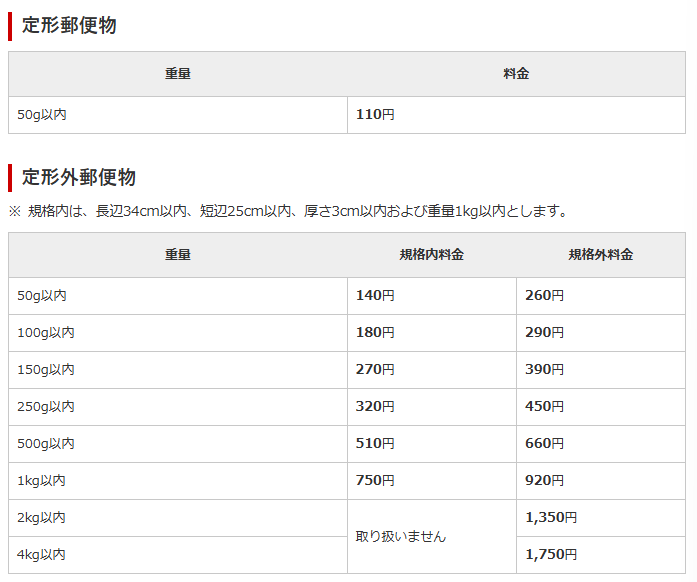 定形郵便物
重量 料金
50g以内 110円
定形外郵便物
※ 規格内は、長辺34cm以内、短辺25cm以内、厚さ3cm以内および重量1kg以内とします。
重量 規格内料金 規格外料金
50g以内 140円 260円
100g以内 180円 290円
150g以内 270円 390円
250g以内 320円 450円
500g以内 510円 660円
1kg以内 750円 920円
2kg以内 取り扱いません 1,350円
4kg以内 1,750円